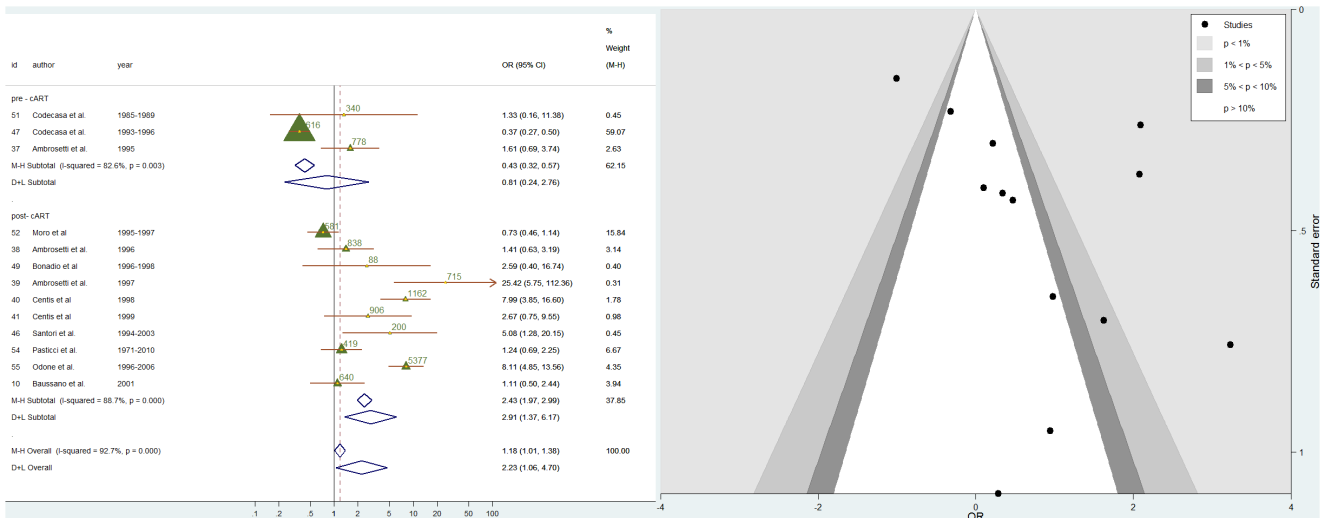 %
Weight
id author year OR (95% CI) (M-H)
pre - cART
51 Codecasa et al. 1985-1989 340 1.33 (0.16, 11.38) 0.45
47 Codecasa et al. 1993-1996 616 0.37 (0.27, 0.50) 59.07
37 Ambrosetti et al. 1995 778 1.61 (0.69, 3.74) 2.63
M-H Subtotal (I-squared = 82.6%, p = 0.003) 0.43 (0.32, 0.57) 62.15
D+L Subtotal 0.81 (0.24, 2.76)
.
post- cART
52 Moro et al 1995-1997 581 0.73 (0.46, 1.14) 15.84
38 Ambrosetti et al. 1996 838 1.41 (0.63, 3.19) 3.14
49 Bonadio et al 1996-1998 88 2.59 (0.40, 16.74) 0.40
39 Ambrosetti et al. 1997 715 25.42 (5.75, 112.36) 0.31
40 Centis et al 1998 1162 7.99 (3.85, 16.60) 1.78
41 Centis et al 1999 906 2.67 (0.75, 9.55) 0.98
46 Santori et al. 1994-2003 200 5.08 (1.28, 20.15) 0.45
54 Pasticci et al 1971-2010 419 1.24 (0.69, 2.25) 6.67
55 Odone et al 1996-2006 5377 8.11 (4.85, 13.56) 4.35
10 Baussano et al. 2001 640 1.11 (0.50, 2.44) 3.94
M-H Subtotal (I-squared = 88.7%, p = 0.000) 2.43 (1.97, 2.99) 37.85
D+L Subtotal 2.91 (1.37, 6.17)
.
M-H Overall (I-squared = 92.7%, p = 0.000) 1.18 (1.01, 1.38) 100.00
D+L Overall 2.23 (1.06, 4.70)
.1 .2 .5 1 2 5 10 20 50 100
Studies
p < 1%
1% < p < 5%
5% < p < 10%
p > 10%
0
.5
1
Standard error
-4 -2 0 2 4
OR